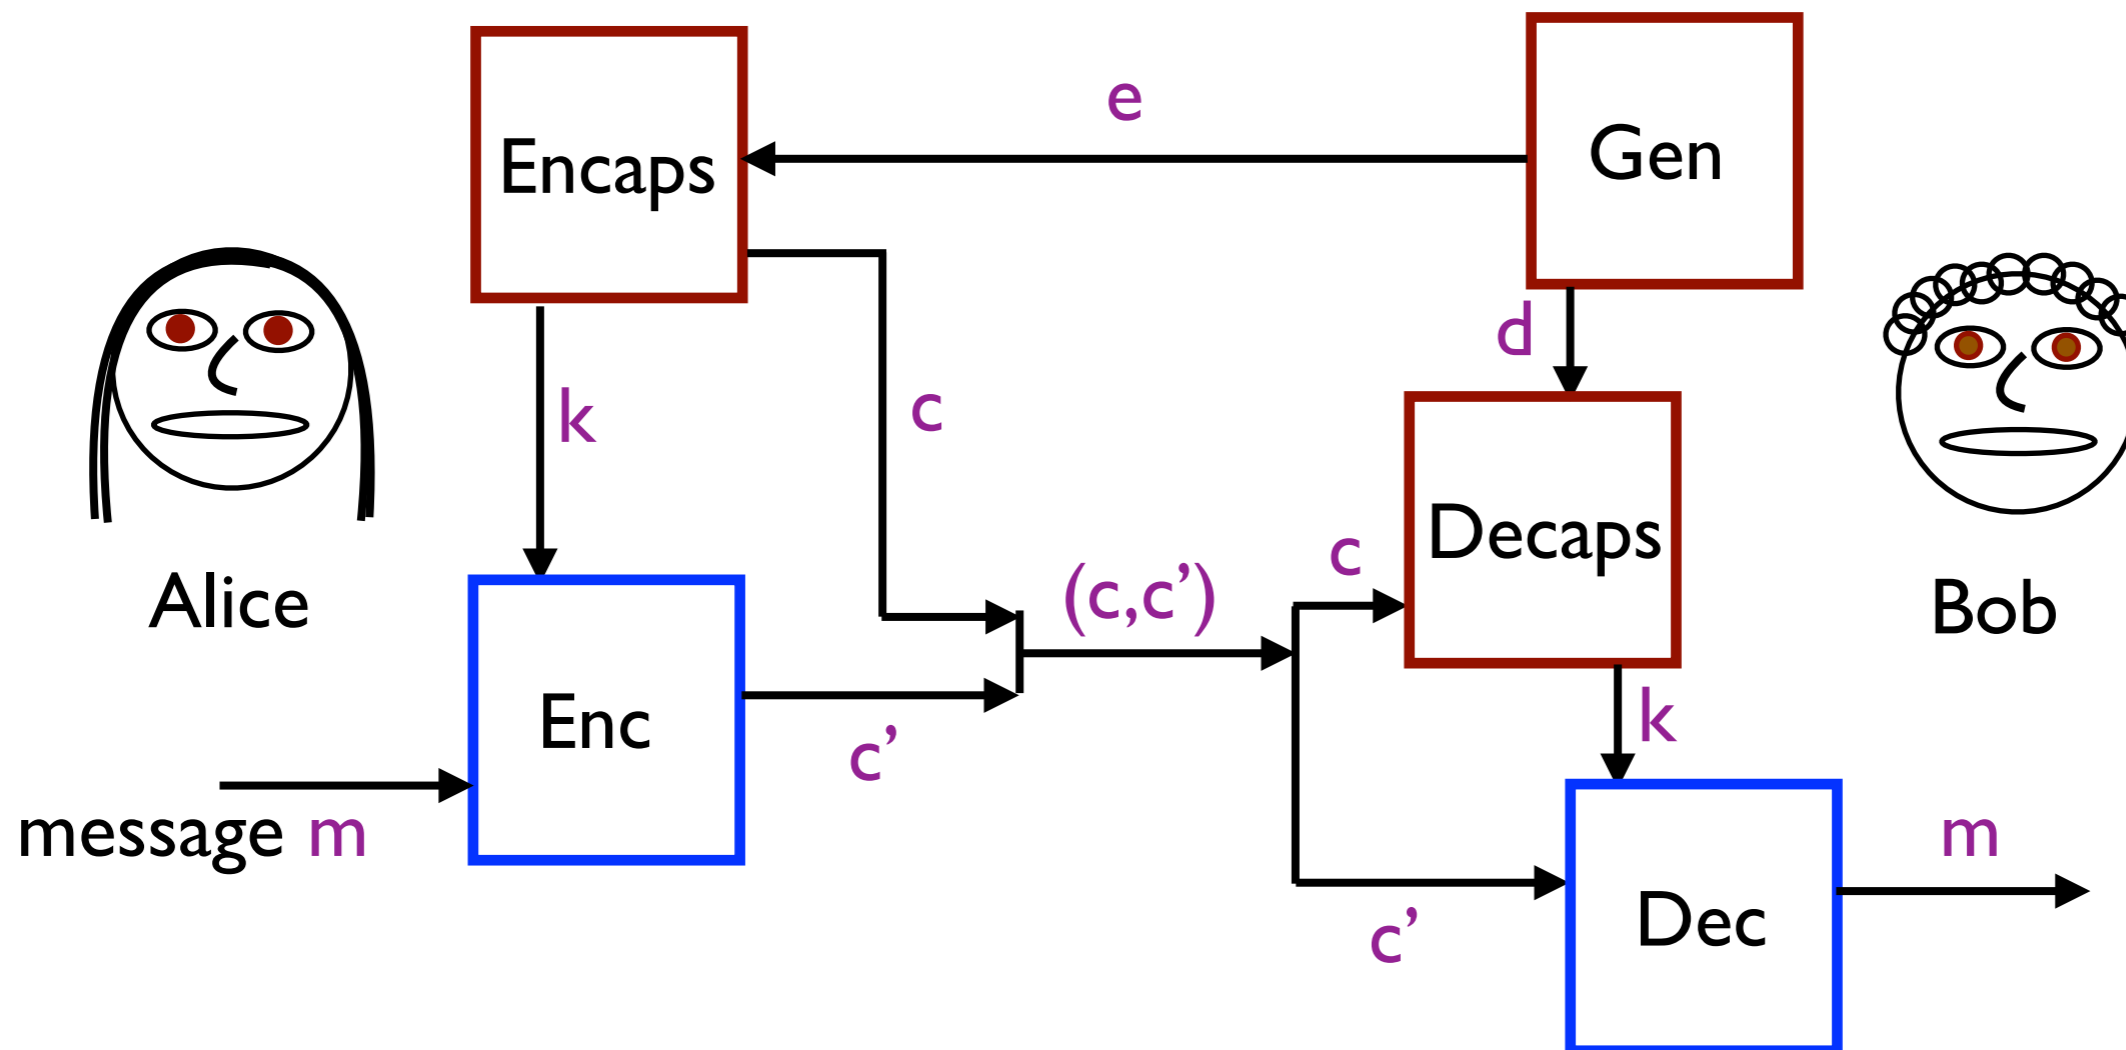 e
Encaps
Gen
d
k
c
Decaps
c
(c,c’)
Alice
Bob
Enc
k
c’
message m
m
Dec
c’